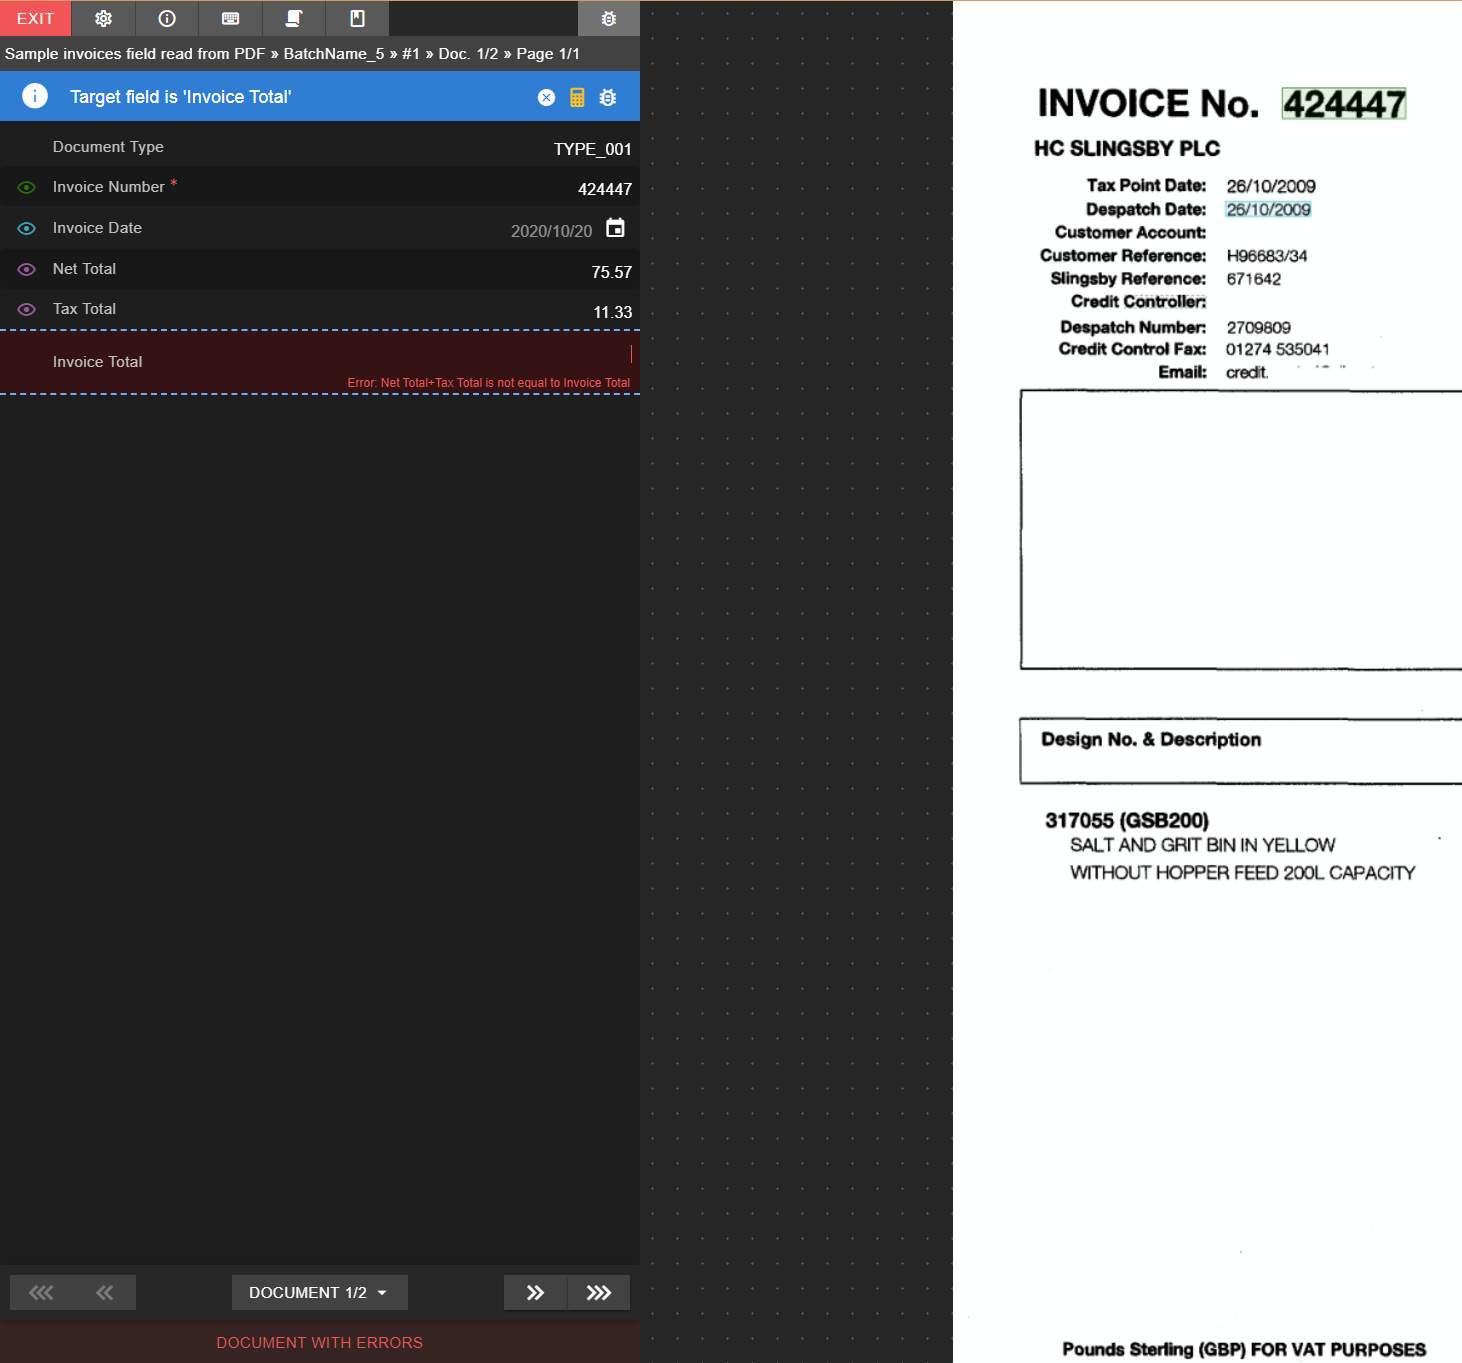 EXIT
Sample invoices field read from PDF » BatchName_5 » #1 » Doc. 1/2 » Page 1/1
Target field is 'Invoice Total'
Document Type TYPE_001
Invoice Number * 424447
Invoice Date 2020/10/20
Net Total 75.57
Tax Total 11.33
Invoice Total
Error: Net Total+Tax Total is not equal to Invoice Total
DOCUMENT 1/2
DOCUMENT WITH ERRORS
INVOICE No. 424447
HC SLINGSBY PLC
Tax Point Date: 26/10/2009
Despatch Date: 26/10/2009
Customer Account:
Customer Reference: H96683/34
Slingsby Reference: 671642
Credit Controller:
Despatch Number: 2709809
Credit Control Fax: 01274 535041
Email: credit.
Design No. & Description
317055 (GSB200)
SALT AND GRIT BIN IN YELLOW
WITHOUT HOPPER FEED 200L CAPACITY
Pounds Sterling (GBP) FOR VAT PURPOSES